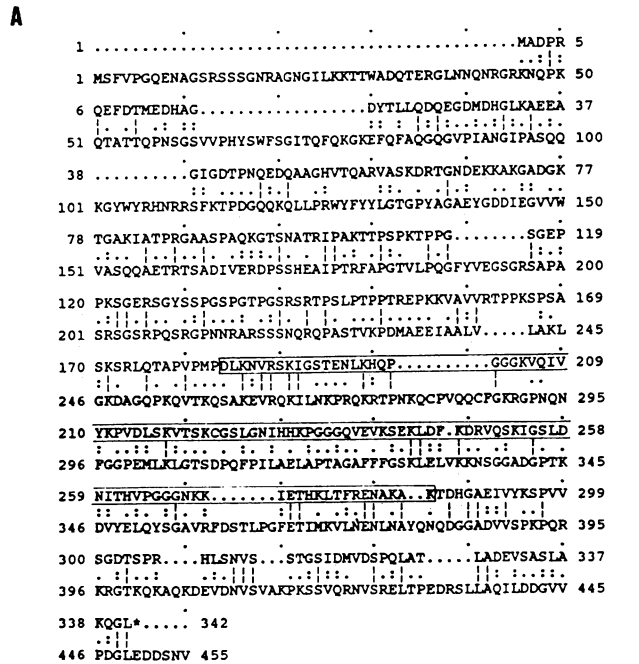 A
1 .............................................MADPR 5
1 MSFVPGQENAGSRSSSGNRAGNGILKKTTWADQTERGLNNQNRGRKNQPK 50
6 QEFDTMEDHAG..................DYTLLQDQEGDMDHGLKAEEA 37
51 QTATTQPNSGSVVPHYSWFSGITQFQKGKEFQFAQGQGVPIANGIPASQQ 100
38 ..........GIGDTPNQEDQAAGHVTQARVASKDRTGNDEKKAKGADGK 77
101 KGYWYRHNRRSFKTPDGQQKQLLPRWYFYYLGTGPYAGAEYGDDIEGVVW 150
78 TGAKIATPRGAASPAQKGTSNATRIPAKTTPSPKTPPG........SGEP 119
151 VASQQAETRTSADIVERDPSSHEAIPTRFAPGTVLPQGFYVEGSGRSAPA 200
120 PKSGERSGYSSPGSPGTPGSRSRTPSLPTPPTREPKKVAVVRTPPKSPSA 169
201 SRSGSRPQSRGPNNRARSSSNQRQPASTVKPDMAEEIAALV.....LAKL 245
170 SKSRLQTAPVPMPDLKNVRSKIGSTENLKHQP..........GGGKVQIV 209
246 GKDAGQPKQVTKQSAKEVRQKILNKPRQKRTPNKQCPVQQCFGKRGPNQN 295
210 YKPVDLSKVTSKCGSLGNIHHKPGGGQVEVKSEKLDF.KDRVQSKIGSLD 258
296 FGGPEMLKLGTSDPQFPILAELAPTAGAFFFGSKLELVKKNSGGADGPTK 345
259 NITHVPGGGNKK.......IETHKLTFRENAKA..KTDHGAEIVYKSPVV 299
346 DVYELQYSGAVRFDSTLPGFETIMKVLNENLNAYQNQDGGADVVSPKPQR 395
300 SGDTSPR....HLSNVS...STGSIDMVDSPQLAT.....LADEVSASLA 337
396 KRGTKQKAQKDEVDNVSVAKPKSSVQRNVSRELTPEDRSLLAQILDDGVV 445
338 KQGL*..... 342
446 PDGLEDDSNV 455